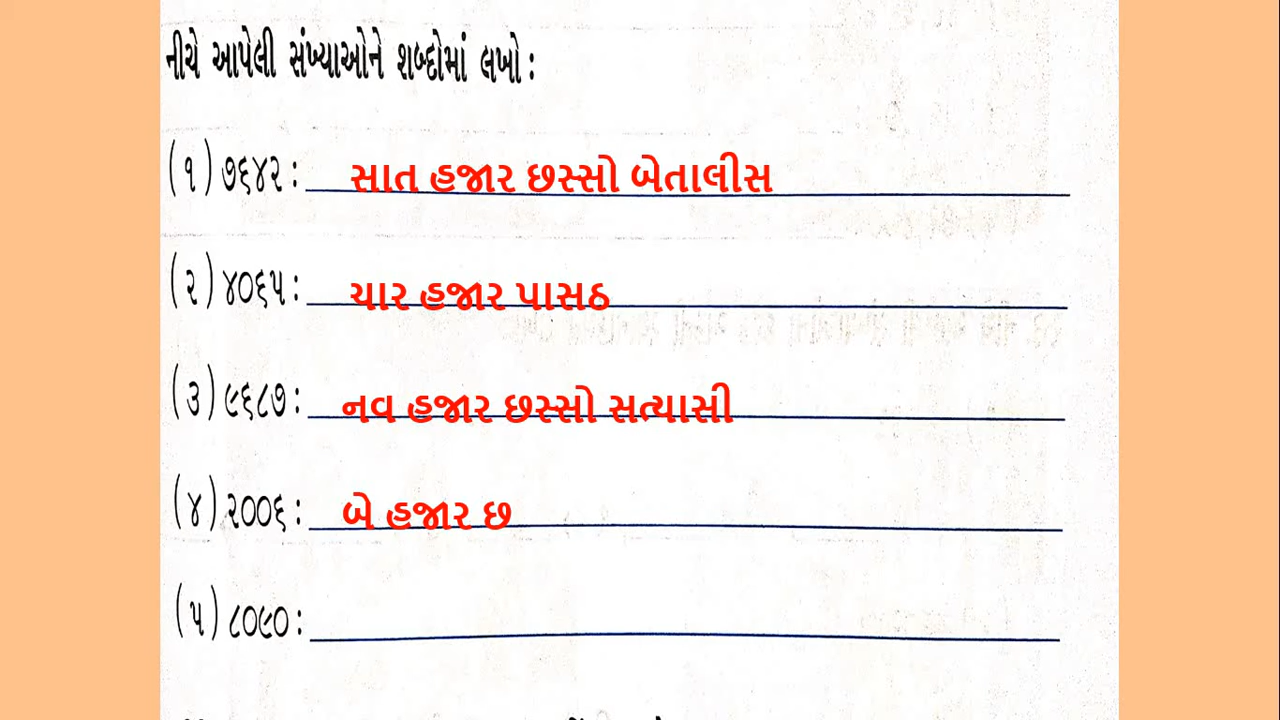 નીચે આપેલી સંખ્યાઓને શબ્દોમાં લખો :
(૧) ૭૬૪૨ : સાત હજાર છસ્સો બેતાલીસ
(૨) ૪૦૬૫ : ચાર હજાર પાસઠ
(૩) ૯૬૮૭ : નવ હજાર છસ્સો સત્યાસી
(૪) ૨૦૦૬ : બે હજાર છ
(૫) ૮૦૯૦ :